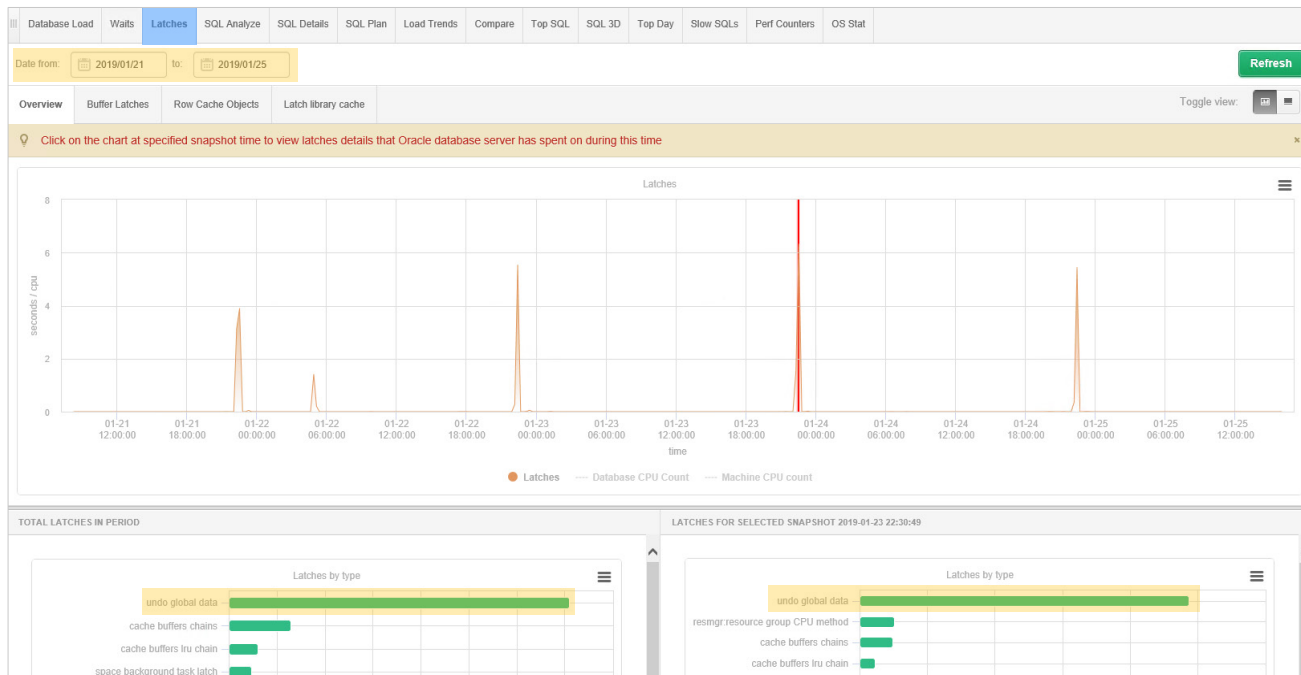 Database Load Waits Latches SQL Analyze SQL Details SQL Plan Load Trends Compare Top SQL SQL 3D Top Day Slow SQLs Perf Counters OS Stat
Date from: 2019/01/21 to: 2019/01/25 Refresh
Overview Buffer Latches Row Cache Objects Latch library cache Toggle view:
Click on the chart at specified snapshot time to view latches details that Oracle database server has spent on during this time
Latches
8
6
4
2
0
seconds / cpu
01-21 01-21 01-22 01-22 01-22 01-22 01-23 01-23 01-23 01-23 01-24 01-24 01-24 01-24 01-25 01-25 01-25
12:00:00 18:00:00 00:00:00 06:00:00 12:00:00 18:00:00 00:00:00 06:00:00 12:00:00 18:00:00 00:00:00 06:00:00 12:00:00 18:00:00 00:00:00 06:00:00 12:00:00
time
Latches Database CPU Count Machine CPU count
TOTAL LATCHES IN PERIOD
Latches by type
undo global data
cache buffers chains
cache buffers lru chain
space background task latch
LATCHES FOR SELECTED SNAPSHOT 2019-01-23 22:30:49
Latches by type
undo global data
resmgr:resource group CPU method
cache buffers chains
cache buffers lru chain